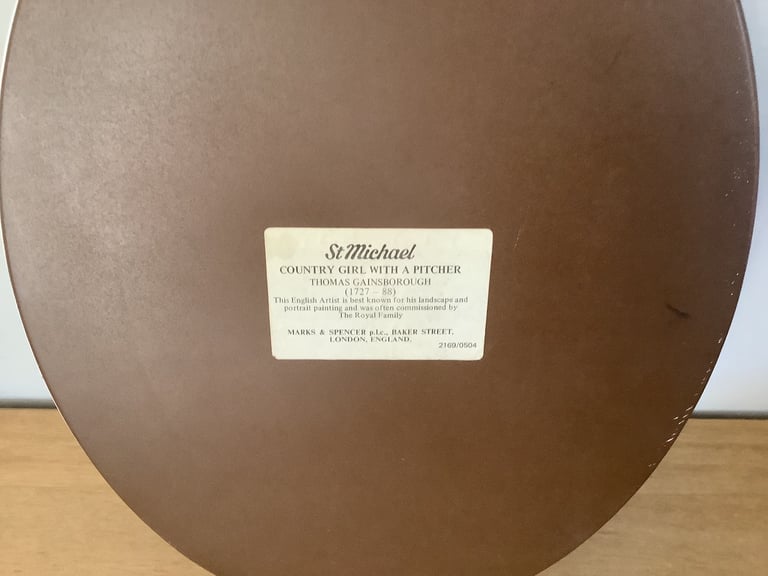 St Michael
COUNTRY GIRL WITH A PITCHER
THOMAS GAINSBOROUGH
(1727 – 88)
This English Artist is best known for his landscape and
portrait painting and was often commissioned by
The Royal Family
MARKS & SPENCER p.l.c., BAKER STREET,
LONDON, ENGLAND.
2169/0504